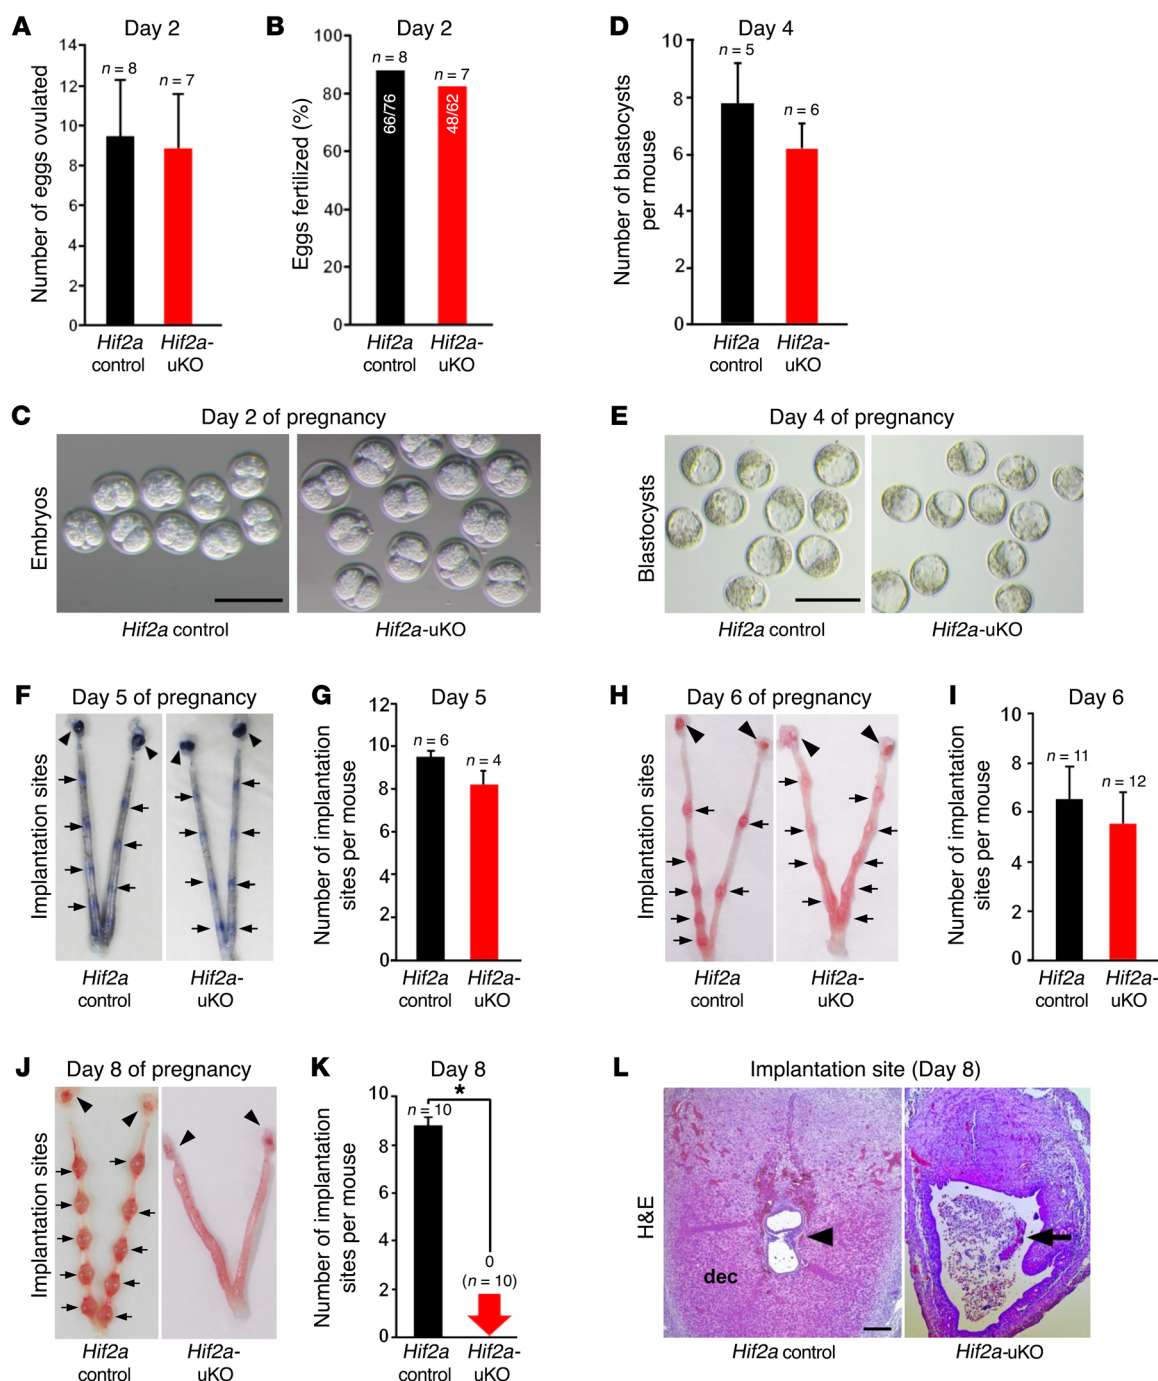 A
Day 2
Number of eggs ovulated
14
12
10
8
6
4
2
0
n = 8
n = 7
Hif2a
control
Hif2a-
uKO
B
Day 2
Eggs fertilized (%)
100
80
60
40
20
0
n = 8
n = 7
66/76
48/62
Hif2a
control
Hif2a-
uKO
D
Day 4
Number of blastocysts
per mouse
10
8
6
4
2
0
n = 5
n = 6
Hif2a
control
Hif2a-
uKO
C
Day 2 of pregnancy
Embryos
Hif2a control
Hif2a-uKO
E
Day 4 of pregnancy
Blastocysts
Hif2a control
Hif2a-uKO
F
Day 5 of pregnancy
Implantation sites
Hif2a
control
Hif2a-
uKO
G
Day 5
Number of implantation
sites per mouse
12
10
8
6
4
2
0
n = 6
n = 4
Hif2a
control
Hif2a-
uKO
H
Day 6 of pregnancy
Implantation sites
Hif2a
control
Hif2a-
uKO
I
Day 6
Number of implantation
sites per mouse
10
8
6
4
2
0
n = 11
n = 12
Hif2a
control
Hif2a-
uKO
J
Day 8 of pregnancy
Implantation sites
Hif2a
control
Hif2a-
uKO
K
Day 8
Number of implantation
sites per mouse
10
8
6
4
2
0
*
n = 10
0
(n = 10)
Hif2a
control
Hif2a-
uKO
L
Implantation site (Day 8)
H&E
dec
Hif2a control
Hif2a-uKO